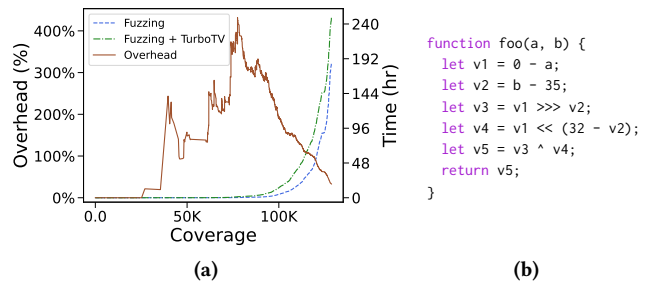 Fuzzing
Fuzzing + TurboTV
Overhead
400%
300%
200%
100%
0%
Overhead (%)
240
192
144
96
48
0
Time (hr)
0.0 50K 100K
Coverage
(a)
function foo(a, b) {
let v1 = 0 - a;
let v2 = b - 35;
let v3 = v1 >>> v2;
let v4 = v1 << (32 - v2);
let v5 = v3 ^ v4;
return v5;
}
(b)